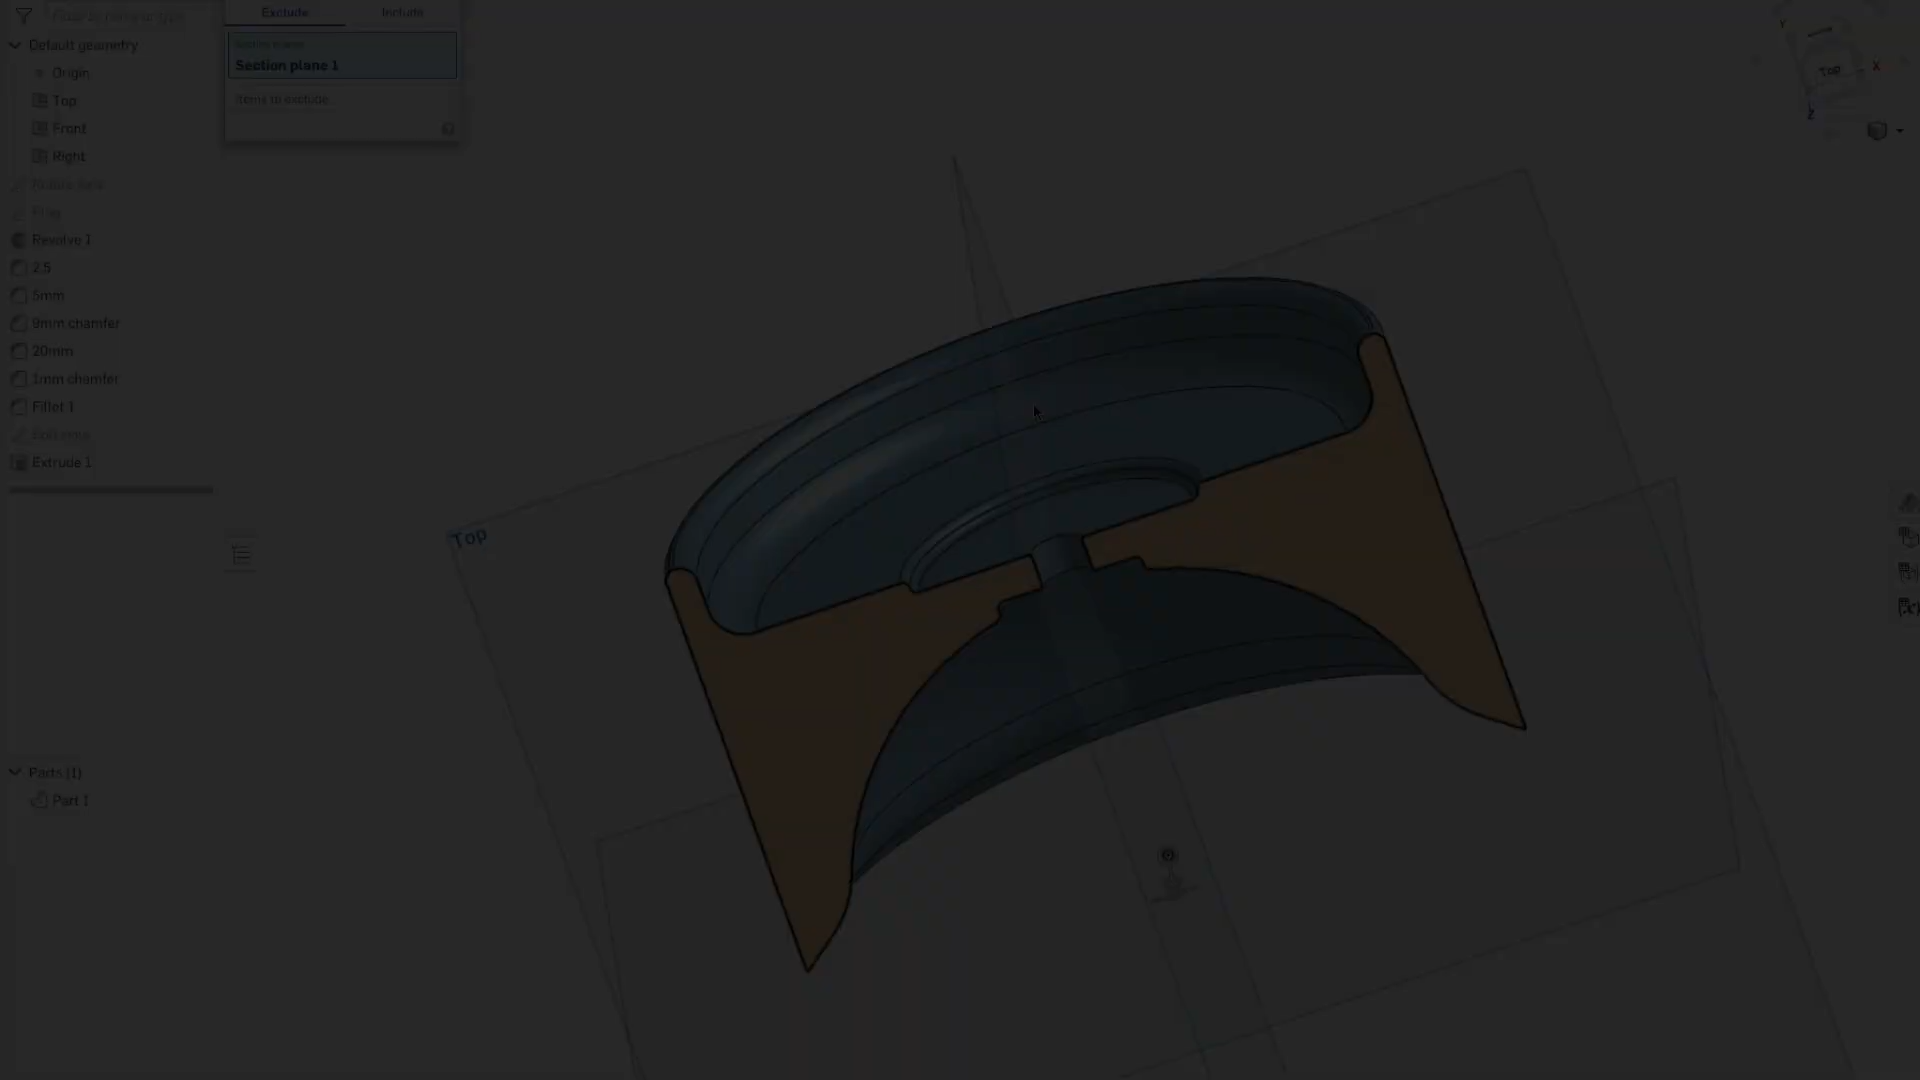 Exclude
Include
Default geometry
Section plane 1
Origin
Items to exclude
Top
Front
Right
Revolve 1
2.5
5mm
9mm chamfer
20mm
1mm chamfer
Fillet 1
Extrude 1
Parts (1)
Part 1
Top
Y
Top
X
Z